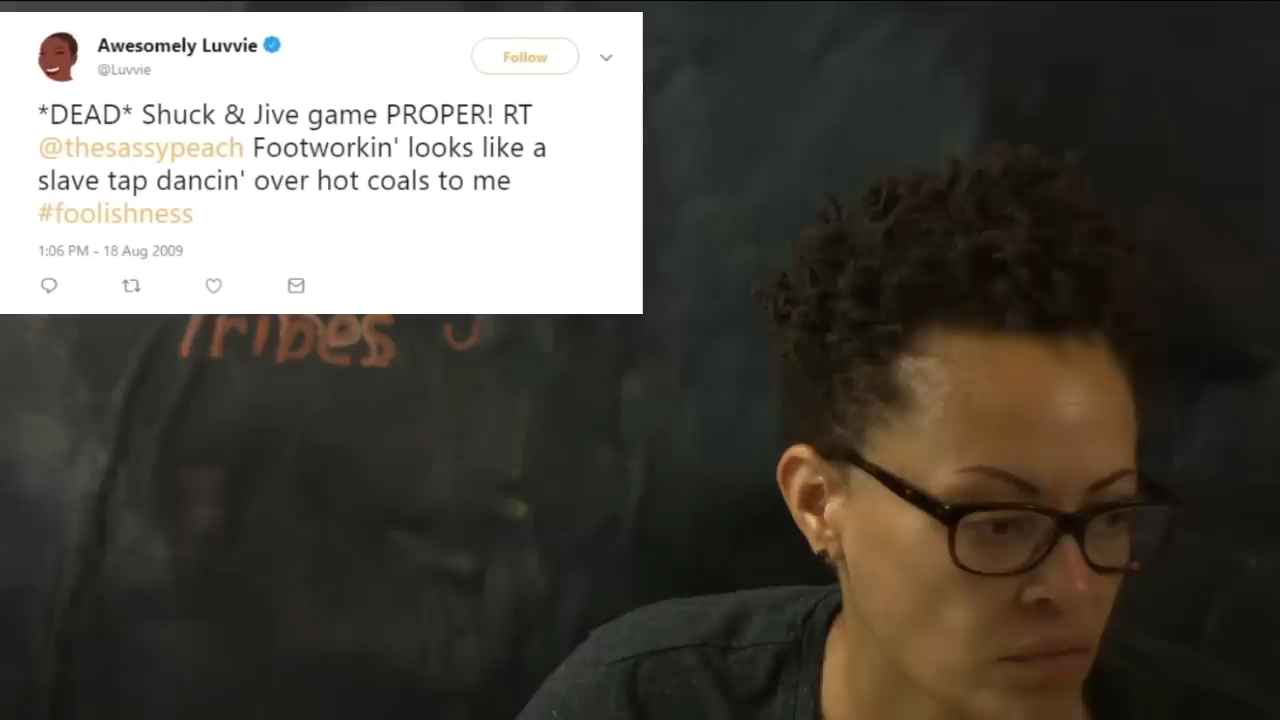 Awesomely Luvvie
@Luvvie
Follow
*DEAD* Shuck & Jive game PROPER! RT
@thesassypeach Footworkin' looks like a
slave tap dancin' over hot coals to me
#foolishness
1:06 PM - 18 Aug 2009
Tribes